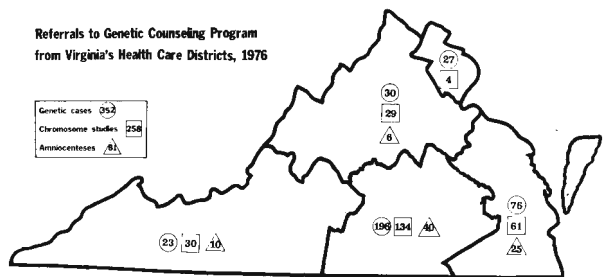 Referrals to Genetic Counseling Program
from Virginia's Health Care Districts, 1976
Genetic cases 352
Chromosome studies 258
Amniocenteses 81
27
4
30
29
6
76
61
25
196 134 40
23 30 10